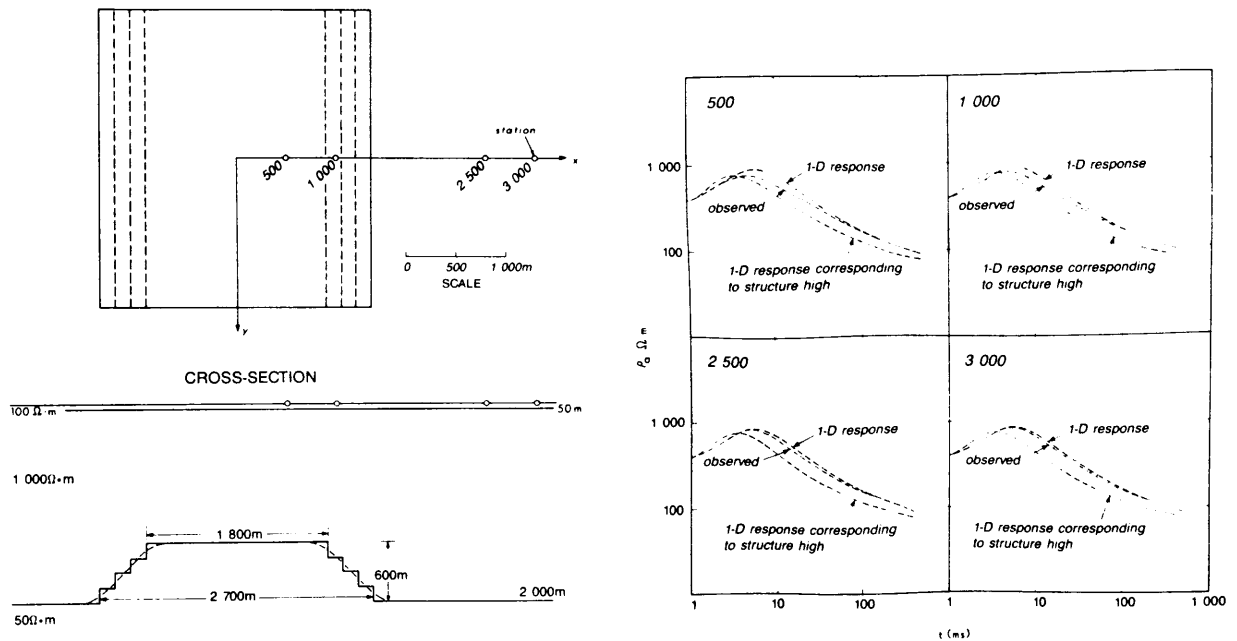 500
1 000
2 500
3 000
station
x
y
0 500 1 000m
SCALE
CROSS-SECTION
100 Ω·m
50 m
1 000Ω•m
1 800m
600m
2 700m
2 000m
50Ω•m
ρa Ω m
500
1 000
100
1-D response
observed
1-D response corresponding
to structure high
1 000
1-D response
observed
1-D response corresponding
to structure high
2 500
1 000
100
1-D response
observed
1-D response corresponding
to structure high
3 000
1-D response
observed
1-D response corresponding
to structure high
1 10 100 1 10 100 1 000
t (ms)